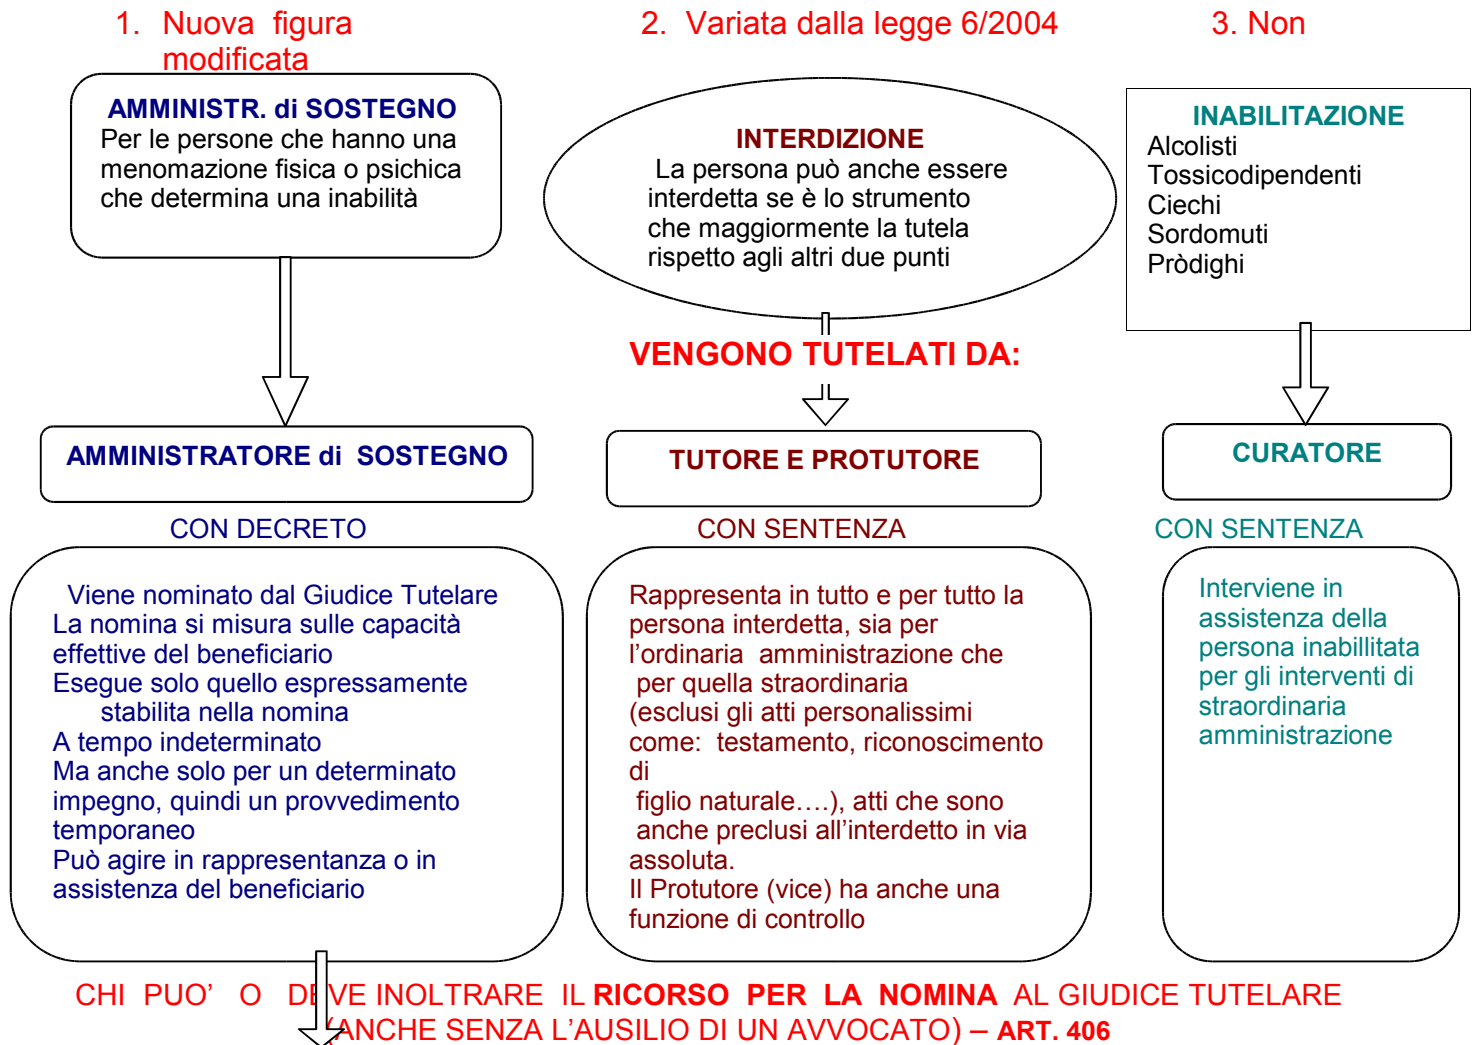 1. Nuova figura
modificata
2. Variata dalla legge 6/2004
3. Non
AMMINISTR. di SOSTEGNO
Per le persone che hanno una
menomazione fisica o psichica
che determina una inabilità
INTERDIZIONE
La persona può anche essere
interdetta se è lo strumento
che maggiormente la tutela
rispetto agli altri due punti
INABILITAZIONE
Alcolisti
Tossicodipendenti
Ciechi
Sordomuti
Pròdighi
VENGONO TUTELATI DA:
AMMINISTRATORE di SOSTEGNO
TUTORE E PROTUTORE
CURATORE
CON DECRETO
CON SENTENZA
CON SENTENZA
Viene nominato dal Giudice Tutelare
La nomina si misura sulle capacità
effettive del beneficiario
Esegue solo quello espressamente
stabilita nella nomina
A tempo indeterminato
Ma anche solo per un determinato
impegno, quindi un provvedimento
temporaneo
Può agire in rappresentanza o in
assistenza del beneficiario
Rappresenta in tutto e per tutto la
persona interdetta, sia per
l’ordinaria amministrazione che
per quella straordinaria
(esclusi gli atti personalissimi
come: testamento, riconoscimento
di
figlio naturale….), atti che sono
anche preclusi all’interdetto in via
assoluta.
Il Protutore (vice) ha anche una
funzione di controllo
Interviene in
assistenza della
persona inabillitata
per gli interventi di
straordinaria
amministrazione
CHI PUO’ O DEVE INOLTRARE IL RICORSO PER LA NOMINA AL GIUDICE TUTELARE
(ANCHE SENZA L’AUSILIO DI UN AVVOCATO) – ART. 406